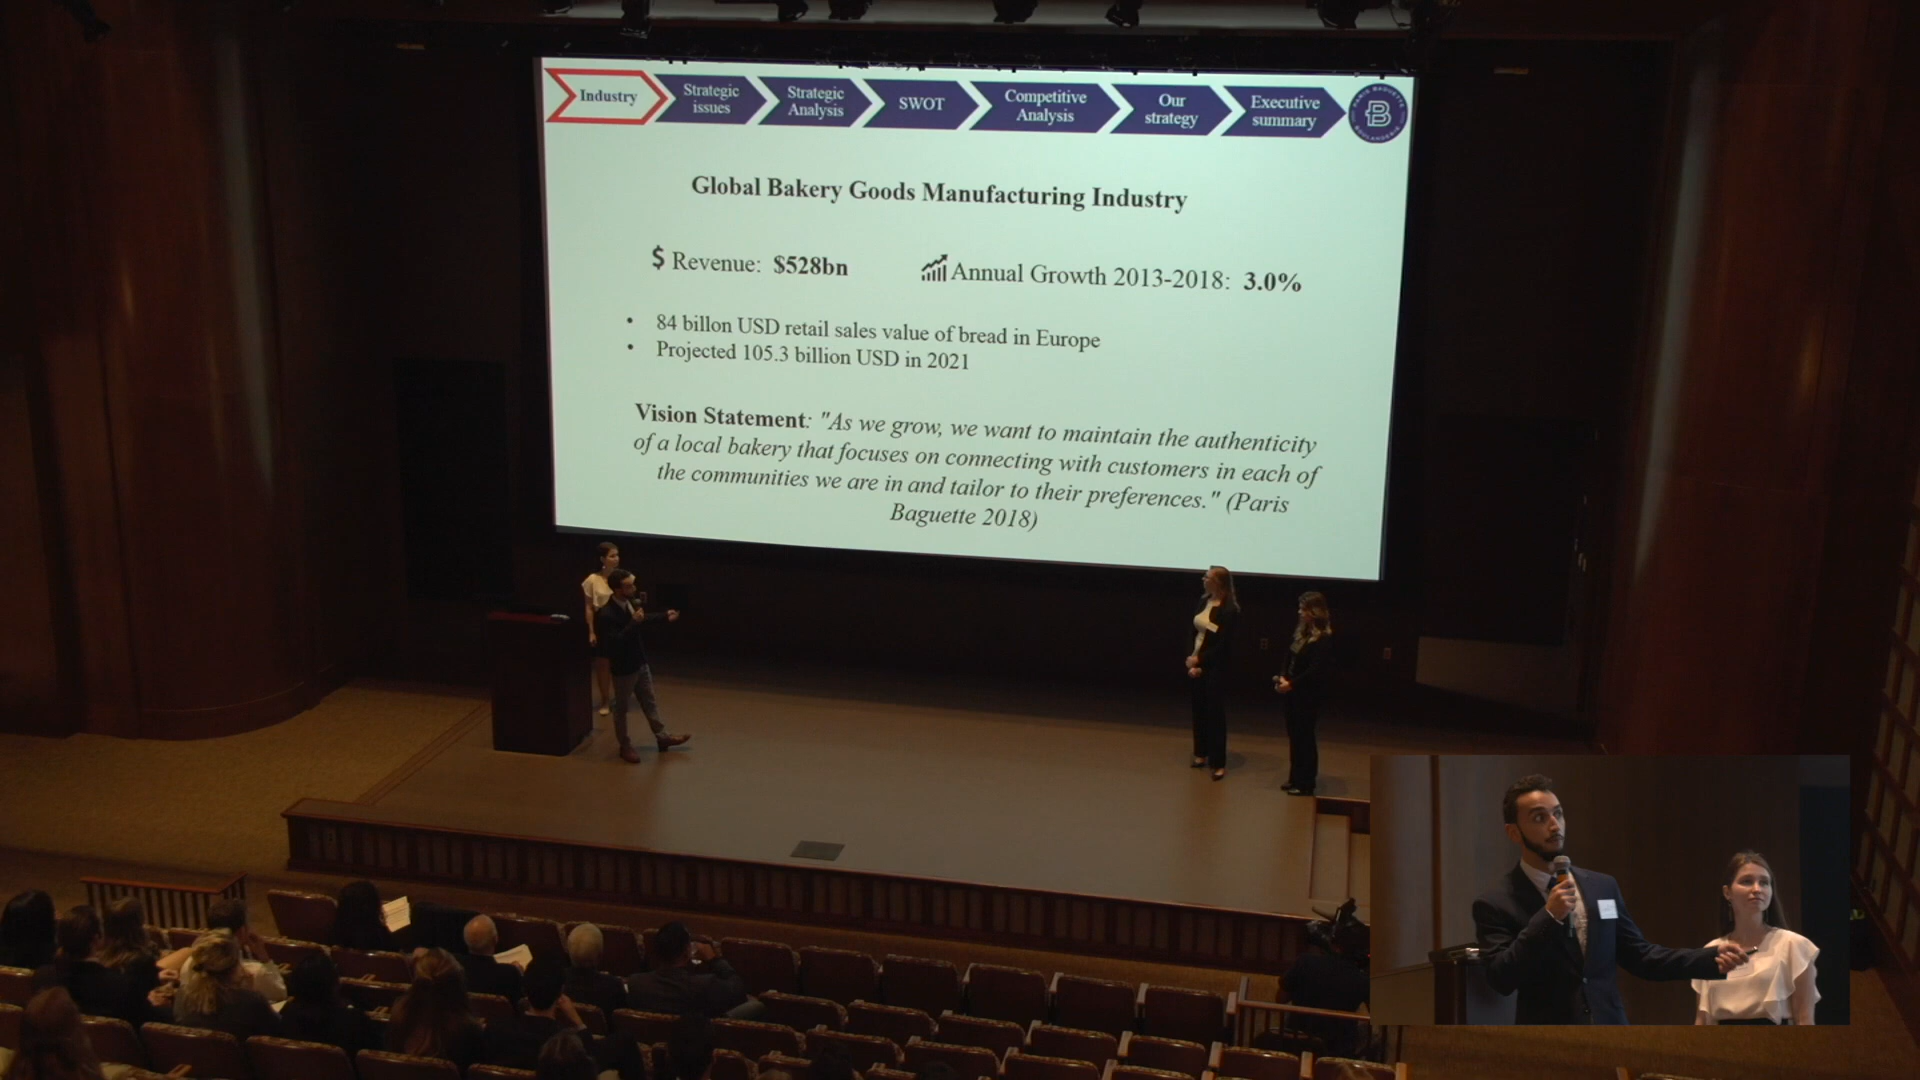 Industry
Strategic
issues
Strategic
Analysis
SWOT
Competitive
Analysis
Our
strategy
Executive
summary
PARIS BAGUETTE
B
BOULANGERIE
Global Bakery Goods Manufacturing Industry
$ Revenue: $528bn
Annual Growth 2013-2018: 3.0%
• 84 billon USD retail sales value of bread in Europe
• Projected 105.3 billion USD in 2021
Vision Statement: "As we grow, we want to maintain the authenticity
of a local bakery that focuses on connecting with customers in each of
the communities we are in and tailor to their preferences." (Paris
Baguette 2018)